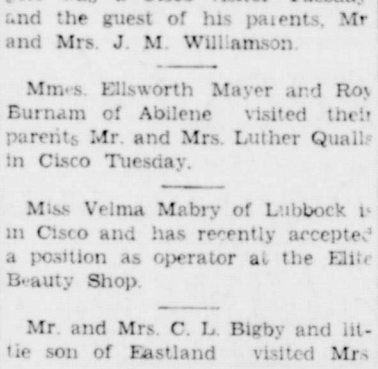 and the guest of his parents, Mr
and Mrs. J. M. Williamson.
Mmes. Ellsworth Mayer and Roy
Burnam of Abilene visited their
parents Mr. and Mrs. Luther Qualls
in Cisco Tuesday.
Miss Velma Mabry of Lubbock is
in Cisco and has recently accepted
a position as operator at the Elite
Beauty Shop.
Mr. and Mrs. C. L. Bigby and lit-
tle son of Eastland visited Mrs